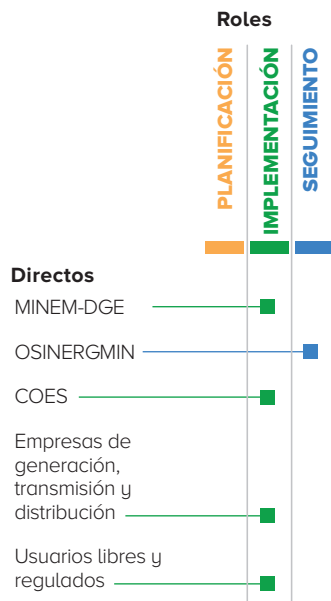 Roles
PLANIFICACIÓN
IMPLEMENTACIÓN
SEGUIMIENTO
Directos
MINEM-DGE
OSINERGMIN
COES
Empresas de
generación,
transmisión y
distribución
Usuarios libres y
regulados